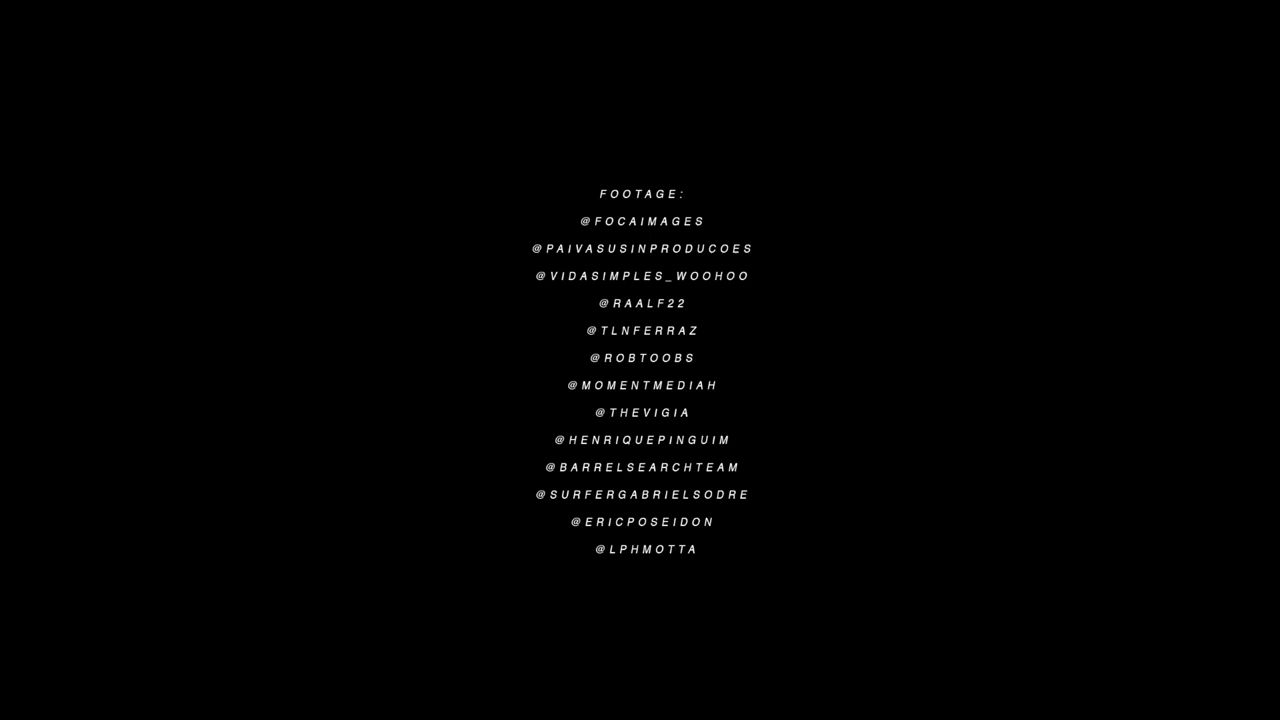 FOOTAGE:
@FOCAIMAGES
@PAIVASUSINPRODUCOES
@VIDASIMPLES_WOOHOO
@RAALF22
@TLNFERRAZ
@ROBTOOBS
@MOMENTMEDIAH
@THEVIGIA
@HENRIQUEPINGUIM
@BARRELSEARCHTEAM
@SURFERGABRIELSODRE
@ERICPOSEIDON
@LPHMOTTA